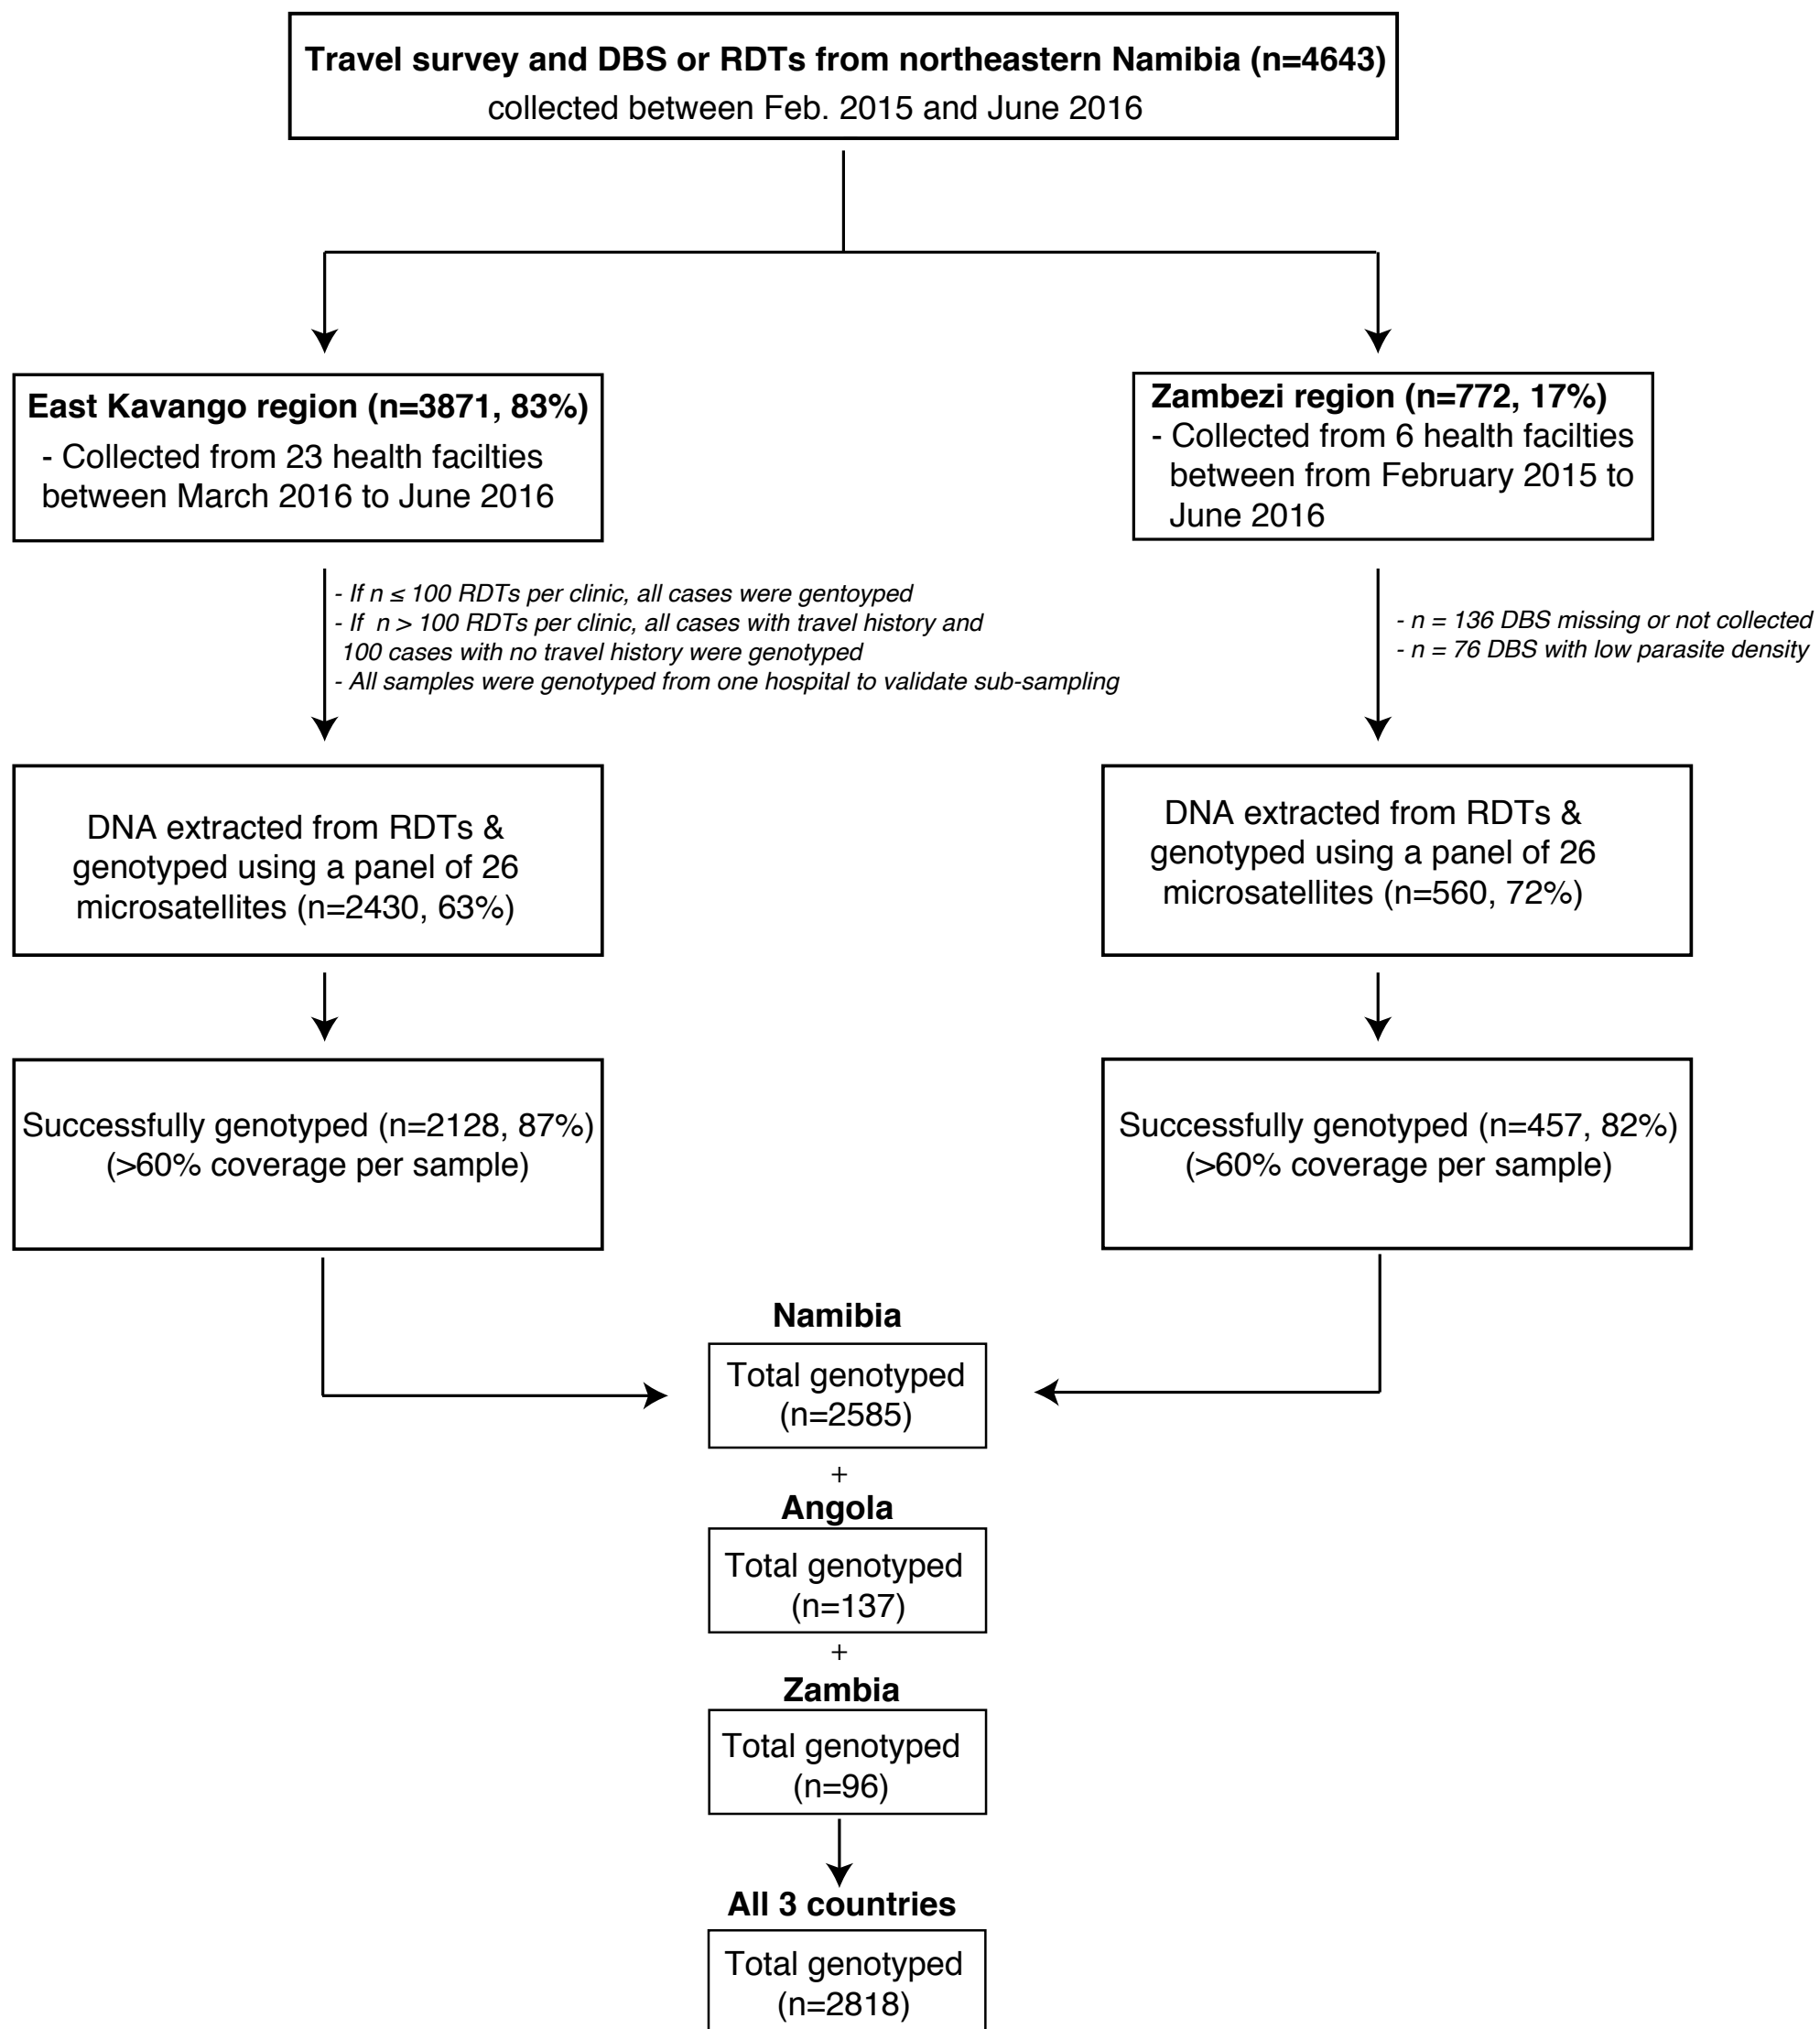 Travel survey and DBS or RDTs from northeastern Namibia (n=4643)
collected between Feb. 2015 and June 2016
East Kavango region (n=3871, 83%)
- Collected from 23 health facilties
between March 2016 to June 2016
Zambezi region (n=772, 17%)
- Collected from 6 health facilties
between from February 2015 to
June 2016
- If n ≤ 100 RDTs per clinic, all cases were gentoyped
- If  n > 100 RDTs per clinic, all cases with travel history and
100 cases with no travel history were genotyped
- All samples were genotyped from one hospital to validate sub-sampling
- n = 136 DBS missing or not collected
- n = 76 DBS with low parasite density
DNA extracted from RDTs &
genotyped using a panel of 26
microsatellites (n=2430, 63%)
DNA extracted from RDTs &
genotyped using a panel of 26
microsatellites (n=560, 72%)
Successfully genotyped (n=2128, 87%)
(>60% coverage per sample)
Successfully genotyped (n=457, 82%)
(>60% coverage per sample)
Namibia
Total genotyped
(n=2585)
+
Angola
Total genotyped
(n=137)
+
Zambia
Total genotyped
(n=96)
All 3 countries
Total genotyped
(n=2818)